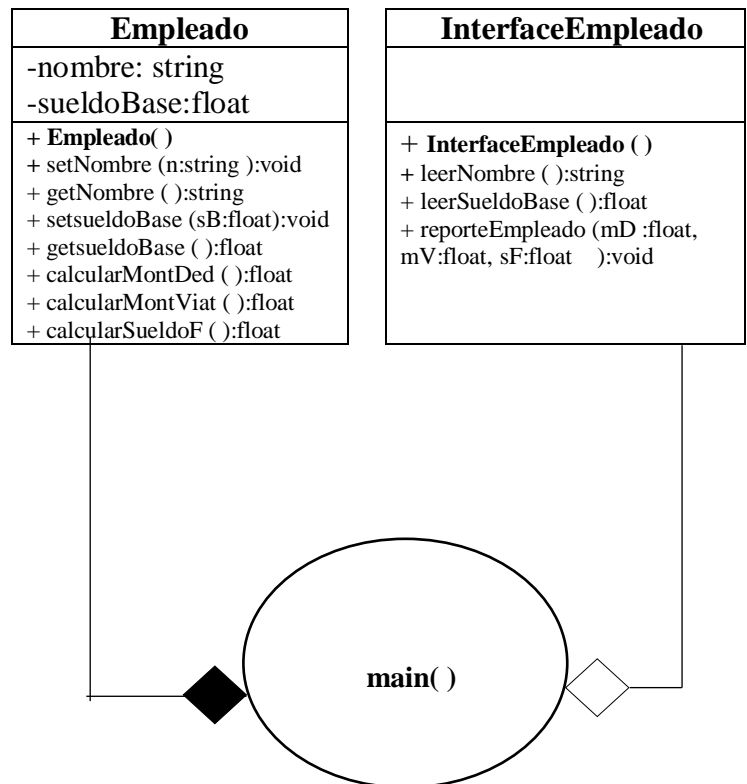 Empleado
-nombre: string
-sueldoBase:float
+ Empleado( )
+ setNombre (n:string ):void
+ getNombre ( ):string
+ setsueldoBase (sB:float):void
+ getsueldoBase ( ):float
+ calcularMontDed ( ):float
+ calcularMontViat ( ):float
+ calcularSueldoF ( ):float
InterfaceEmpleado
+ InterfaceEmpleado ( )
+ leerNombre ( ):string
+ leerSueldoBase ( ):float
+ reporteEmpleado (mD :float,
mV:float, sF:float ):void
main( )